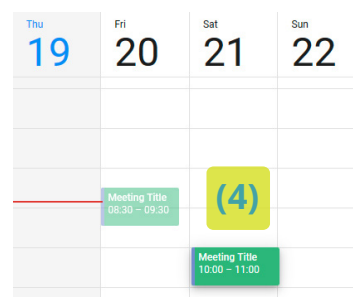 Thu
19
Fri
20
Sat
21
Sun
22
Meeting Title
08:30 – 09:30
(4)
Meeting Title
10:00 – 11:00